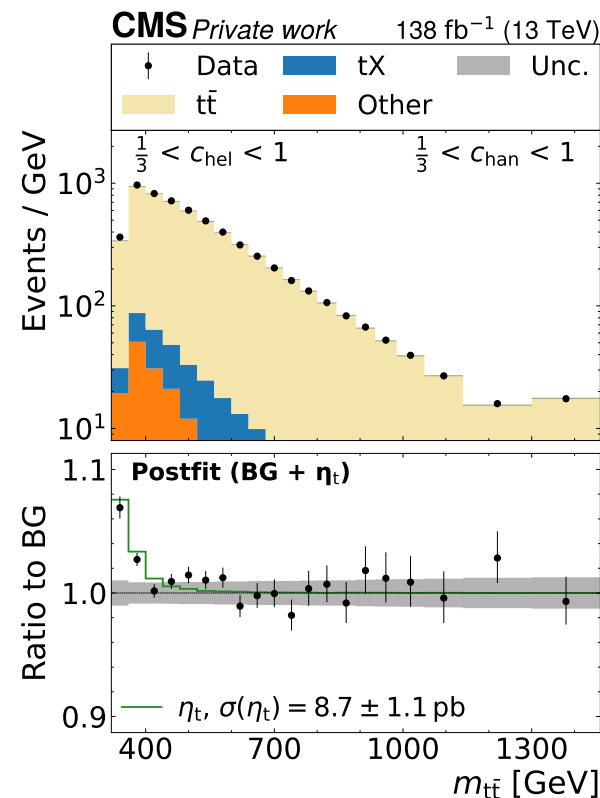 CMS Private work 138 fb⁻¹ (13 TeV)
Data tX Unc.
tt̄ Other
1/3 < c_hel < 1 1/3 < c_han < 1
Events / GeV
10³
10²
10¹
Postfit (BG + η_t)
Ratio to BG
1.1
1.0
0.9
η_t, σ(η_t) = 8.7 ± 1.1 pb
400 700 1000 1300
m_tt̄ [GeV]